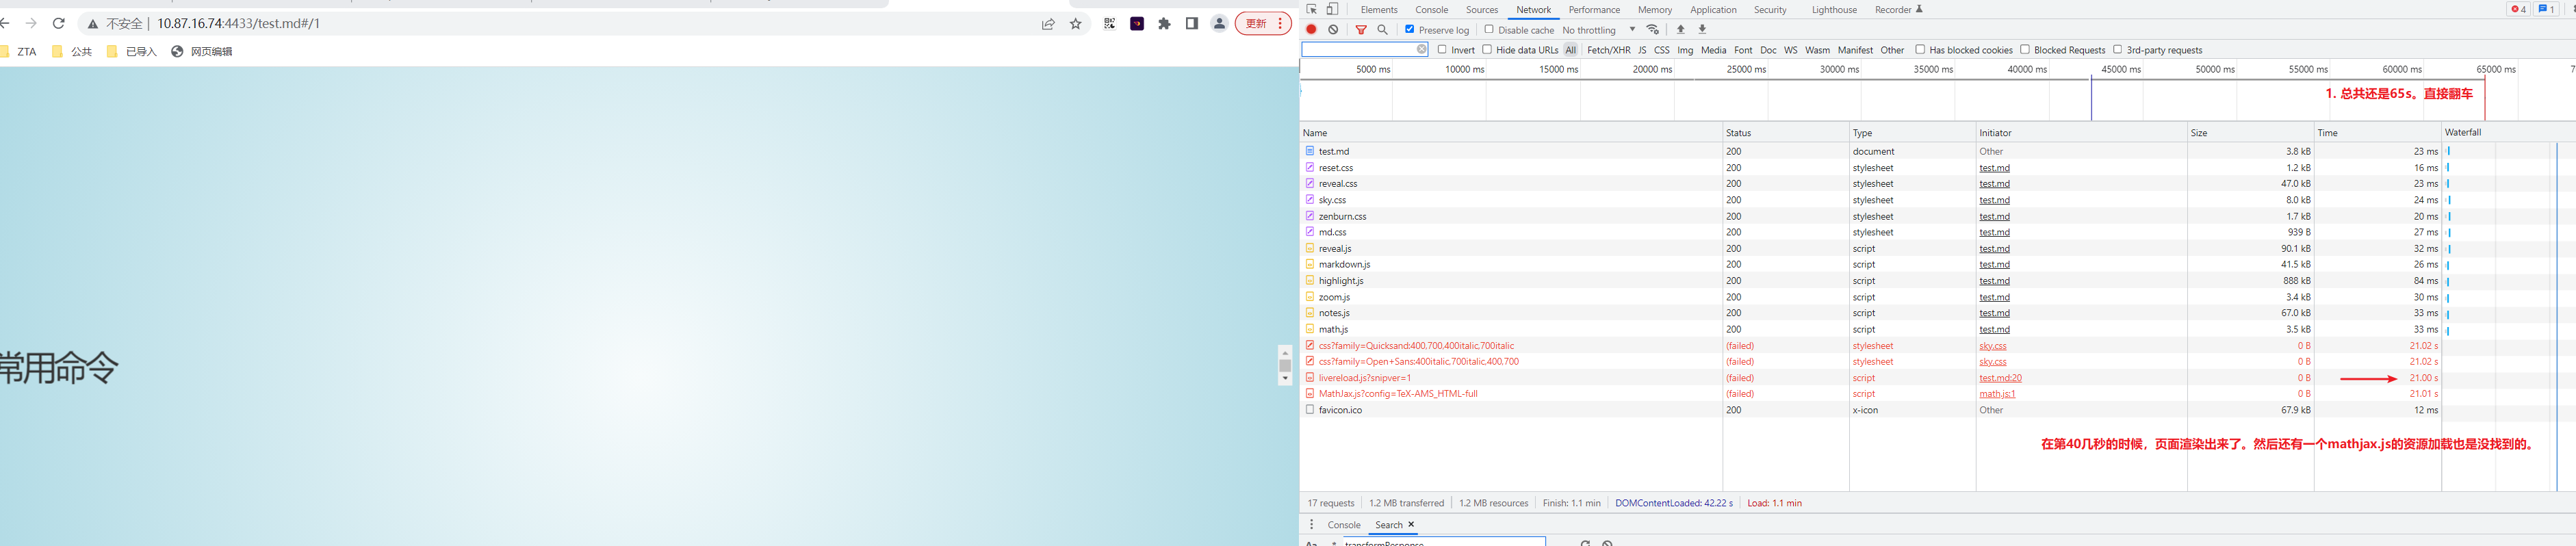 不安全 | 10.87.16.74:4433/test.md#/1
更新
ZTA 公共 已导入 网页编辑
常用命令
Elements Console Sources Network Performance Memory Application Security Lighthouse Recorder 4 1
Preserve log Disable cache No throttling
Invert Hide data URLs All Fetch/XHR JS CSS Img Media Font Doc WS Wasm Manifest Other Has blocked cookies Blocked Requests 3rd-party requests
5000 ms 10000 ms 15000 ms 20000 ms 25000 ms 30000 ms 35000 ms 40000 ms 45000 ms 50000 ms 55000 ms 60000 ms 65000 ms 7
1. 总共还是65s。直接翻车
Name Status Type Initiator Size Time Waterfall
test.md 200 document Other 3.8 kB 23 ms
reset.css 200 stylesheet test.md 1.2 kB 16 ms
reveal.css 200 stylesheet test.md 47.0 kB 23 ms
sky.css 200 stylesheet test.md 8.0 kB 24 ms
zenburn.css 200 stylesheet test.md 1.7 kB 20 ms
md.css 200 stylesheet test.md 939 B 27 ms
reveal.js 200 script test.md 90.1 kB 32 ms
markdown.js 200 script test.md 41.5 kB 26 ms
highlight.js 200 script test.md 888 kB 84 ms
zoom.js 200 script test.md 3.4 kB 30 ms
notes.js 200 script test.md 67.0 kB 33 ms
math.js 200 script test.md 3.5 kB 33 ms
css?family=Quicksand:400,700,400italic,700italic (failed) stylesheet sky.css 0 B 21.02 s
css?family=Open+Sans:400italic,700italic,400,700 (failed) stylesheet sky.css 0 B 21.02 s
livereload.js?snipver=1 (failed) script test.md:20 0 B 21.00 s
MathJax.js?config=TeX-AMS_HTML-full (failed) script math.js:1 0 B 21.01 s
favicon.ico 200 x-icon Other 67.9 kB 12 ms
在第40几秒的时候，页面渲染出来了。然后还有一个mathjax.js的资源加载也是没找到的。
17 requests 1.2 MB transferred 1.2 MB resources Finish: 1.1 min DOMContentLoaded: 42.22 s Load: 1.1 min
Console Search
Aa .* transformResponse